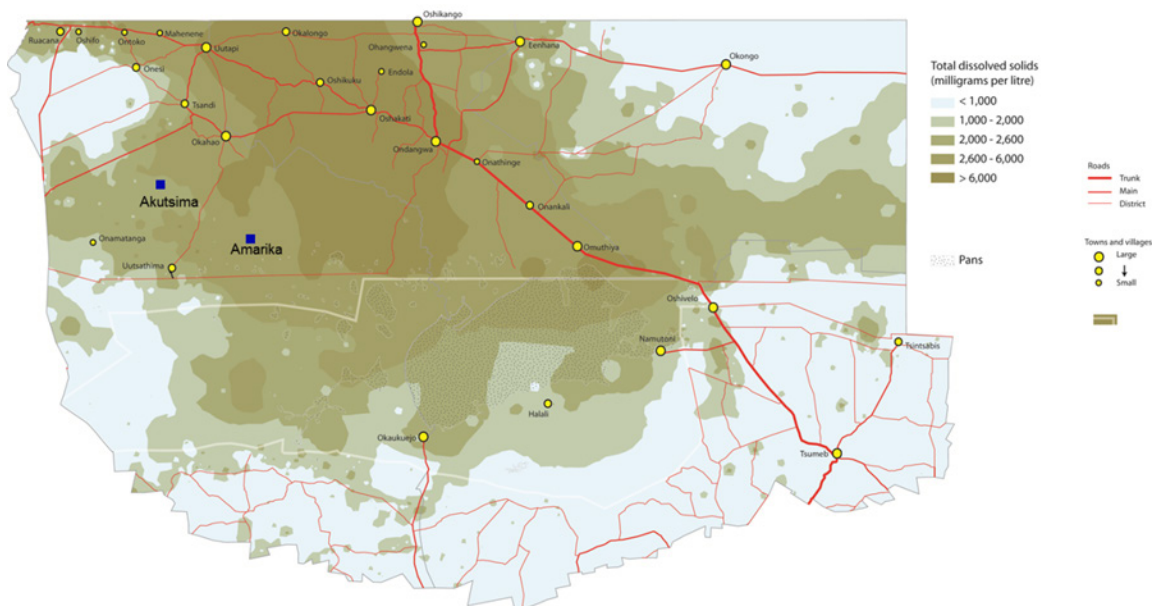 Oshikango
Ruacana
Oshifo
Ontoko
Mahenene
Okalongo
Uutapi
Ohangwena
Eenhana
Okongo
Onesi
Oshikuku
Endola
Tsandi
Oshakati
Okahao
Ondangwa
Onathinge
Akutsima
Onankali
Amarika
Onamatanga
Omuthiya
Uutsathima
Oshivelo
Namutoni
Tsintsabis
Halali
Okaukuejo
Tsumeb
Total dissolved solids
(milligrams per litre)
< 1,000
1,000 - 2,000
2,000 - 2,600
2,600 - 6,000
> 6,000
Pans
Roads
Trunk
Main
District
Towns and villages
Large
Small